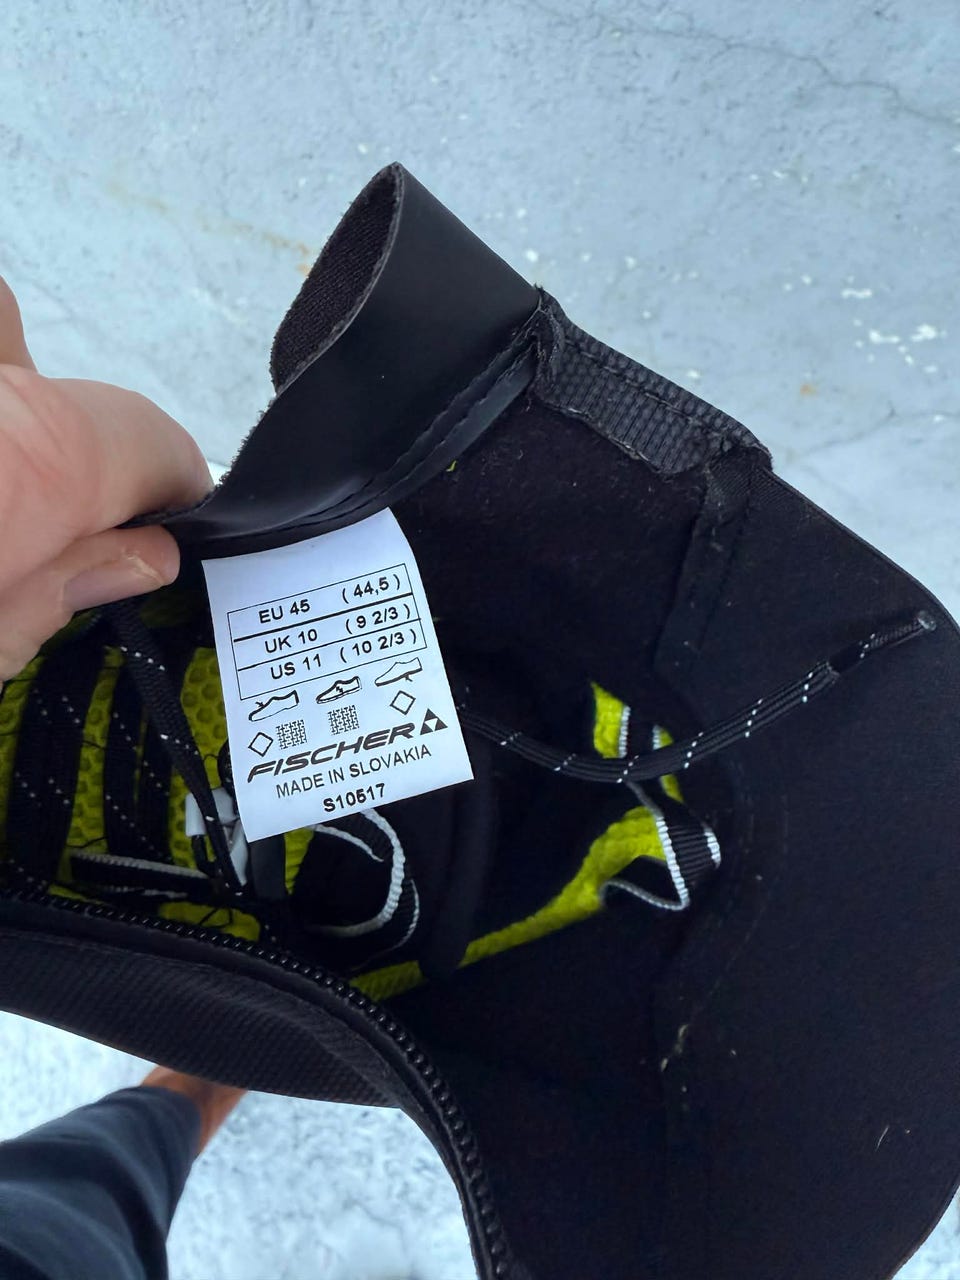 EU 45 ( 44,5 )
UK 10 ( 9 2/3 )
US 11 ( 10 2/3 )
FISCHER
MADE IN SLOVAKIA
S10517